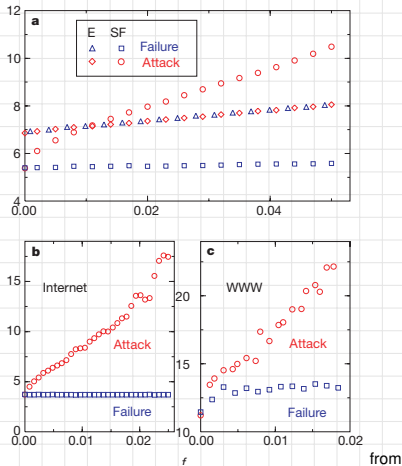 12
a
E SF
Failure
Attack
10
8
6
4
0.00 0.02 0.04
b
Internet
15
10
5
0
Attack
Failure
0.00 0.01 0.02
c
WWW
20
15
10
Attack
Failure
0.00 0.01 0.02
f
from